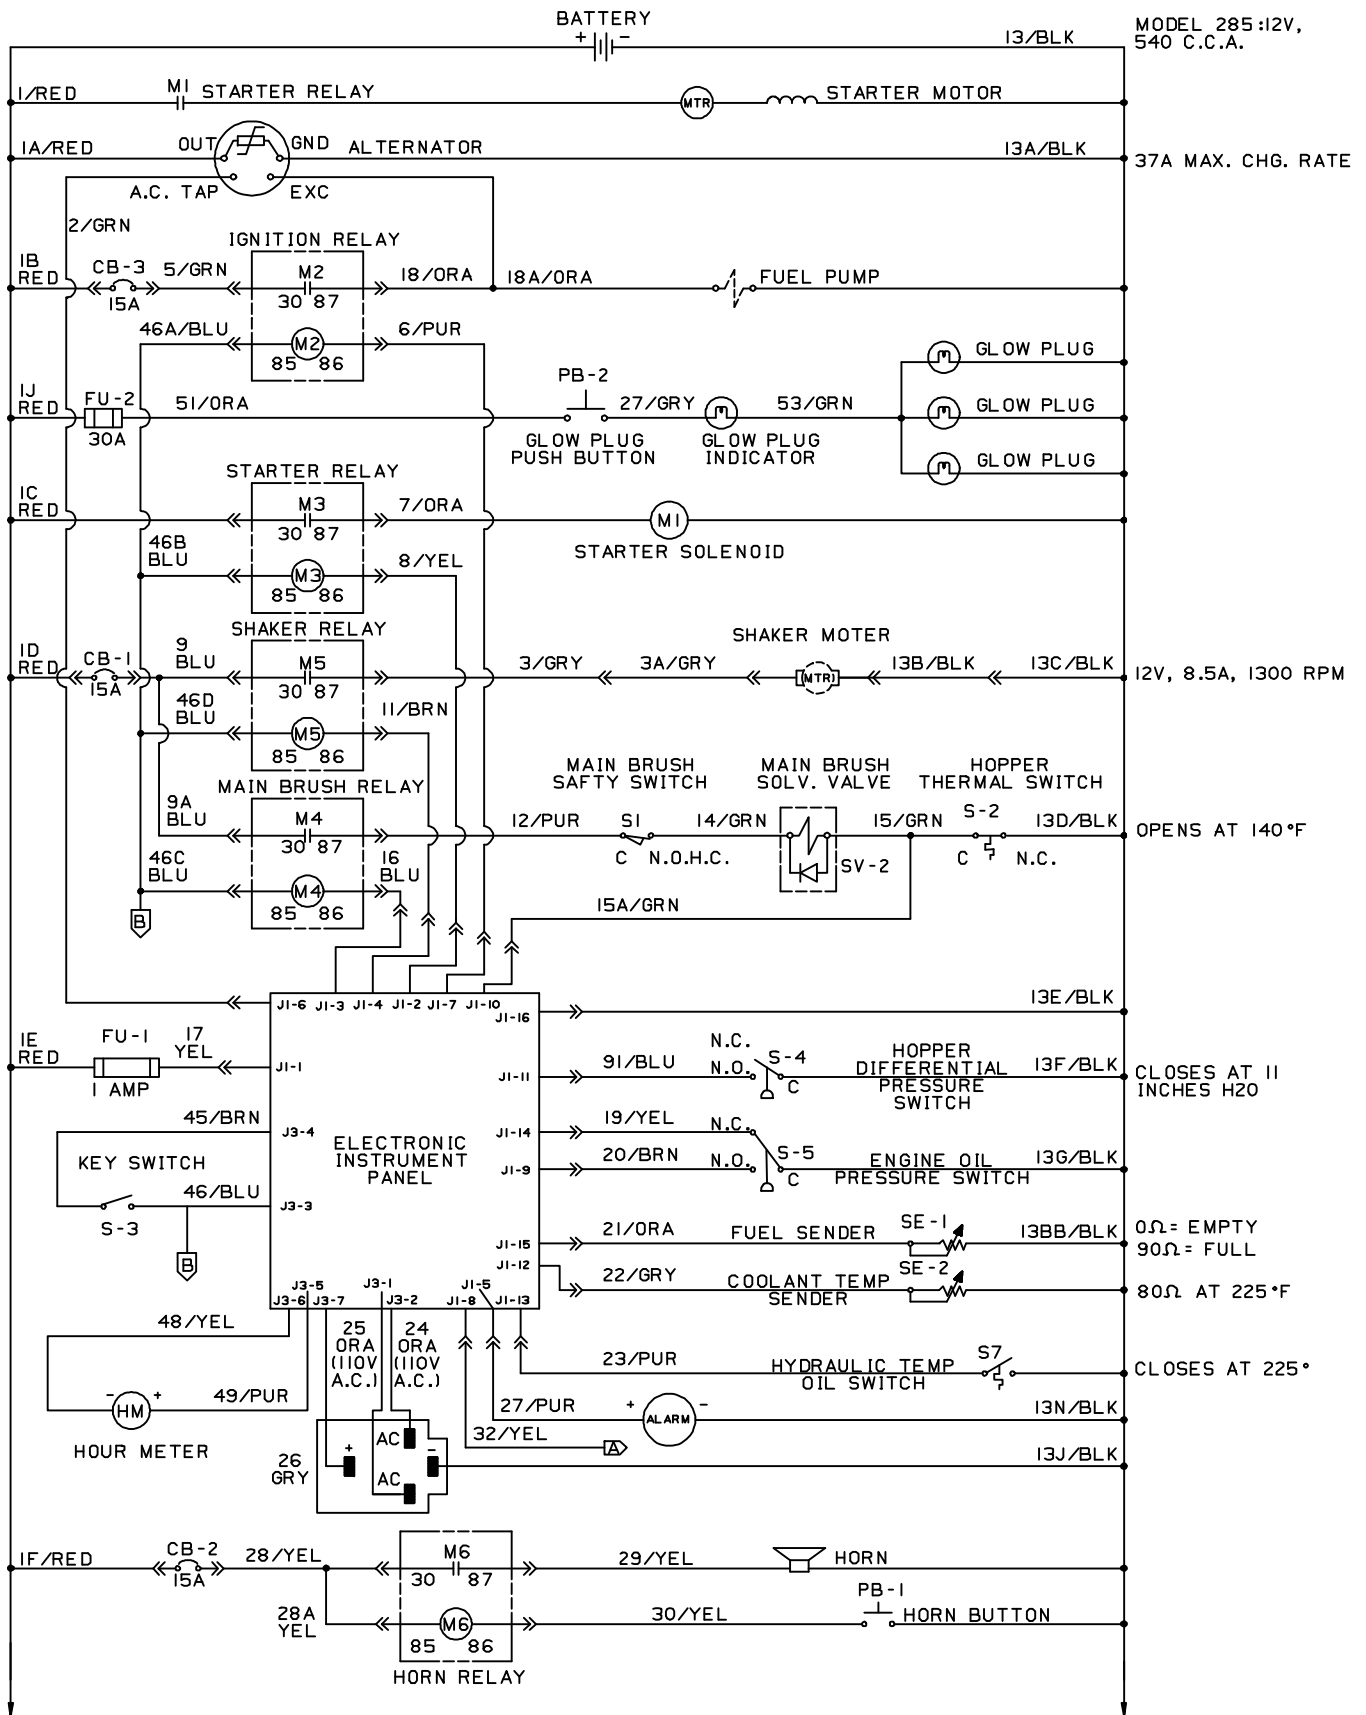 BATTERY
+ -
13/BLK
MODEL 285:12V,
540 C.C.A.
1/RED
M1
STARTER RELAY
MTR
STARTER MOTOR
1A/RED
OUT
GND
ALTERNATOR
13A/BLK
37A MAX. CHG. RATE
A.C. TAP
EXC
2/GRN
IGNITION RELAY
1B
RED
CB-3
15A
5/GRN
M2
30 87
18/ORA
18A/ORA
FUEL PUMP
46A/BLU
M2
85 86
6/PUR
GLOW PLUG
1J
RED
FU-2
30A
51/ORA
PB-2
GLOW PLUG
PUSH BUTTON
27/GRY
GLOW PLUG
INDICATOR
53/GRN
GLOW PLUG
GLOW PLUG
STARTER RELAY
1C
RED
M3
30 87
7/ORA
M1
STARTER SOLENOID
46B
BLU
M3
85 86
8/YEL
SHAKER RELAY
SHAKER MOTER
1D
RED
CB-1
15A
9
BLU
M5
30 87
3/GRY
3A/GRY
(MTR)
13B/BLK
13C/BLK
12V, 8.5A, 1300 RPM
46D
BLU
M5
85 86
11/BRN
MAIN BRUSH RELAY
MAIN BRUSH
SAFTY SWITCH
MAIN BRUSH
SOLV. VALVE
HOPPER
THERMAL SWITCH
9A
BLU
M4
30 87
12/PUR
S1
C N.O.H.C.
14/GRN
SV-2
15/GRN
S-2
C N.C.
13D/BLK
OPENS AT 140°F
46C
BLU
M4
85 86
16
BLU
B
15A/GRN
J1-6 J1-3 J1-4 J1-2 J1-7 J1-10
J1-16
13E/BLK
1E
RED
FU-1
1 AMP
17
YEL
J1-1
J1-11
91/BLU
N.C.
N.O.
S-4
C
HOPPER
DIFFERENTIAL
PRESSURE
SWITCH
13F/BLK
CLOSES AT 11
INCHES H20
45/BRN
J3-4
ELECTRONIC
INSTRUMENT
PANEL
J1-14
19/YEL
N.C.
J1-9
20/BRN
N.O.
S-5
C
ENGINE OIL
PRESSURE SWITCH
13G/BLK
KEY SWITCH
S-3
46/BLU
J3-3
B
J1-15
21/ORA
FUEL SENDER
SE-1
13BB/BLK
0Ω= EMPTY
90Ω= FULL
J1-12
22/GRY
COOLANT TEMP
SENDER
SE-2
80Ω AT 225°F
J3-5
J3-6 J3-7
J3-1
J3-2
J1-5
J1-8
J1-13
48/YEL
25
ORA
(110V
A.C.)
24
ORA
(110V
A.C.)
23/PUR
HYDRAULIC TEMP
OIL SWITCH
S7
CLOSES AT 225°
- HM +
49/PUR
HOUR METER
27/PUR
+ ALARM -
13N/BLK
32/YEL
A
26
GRY
+
AC
-
AC
13J/BLK
1F/RED
CB-2
15A
28/YEL
M6
30 87
29/YEL
HORN
28A
YEL
M6
85 86
30/YEL
PB-1
HORN BUTTON
HORN RELAY